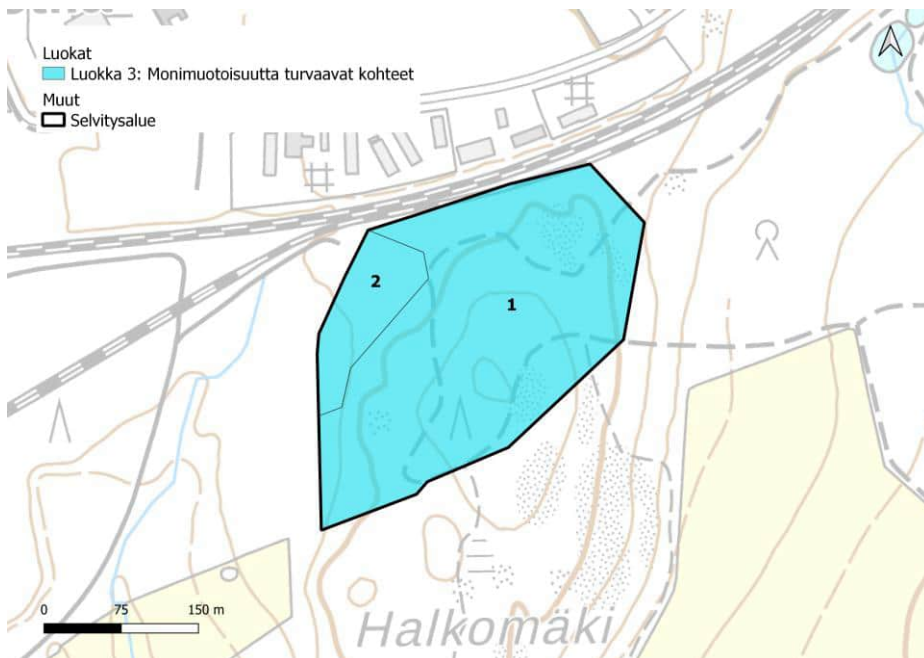 Luokat
Luokka 3: Monimuotoisuutta turvaavat kohteet
Muut
Selvitysalue
2
1
0 75 150 m
Halkomäki